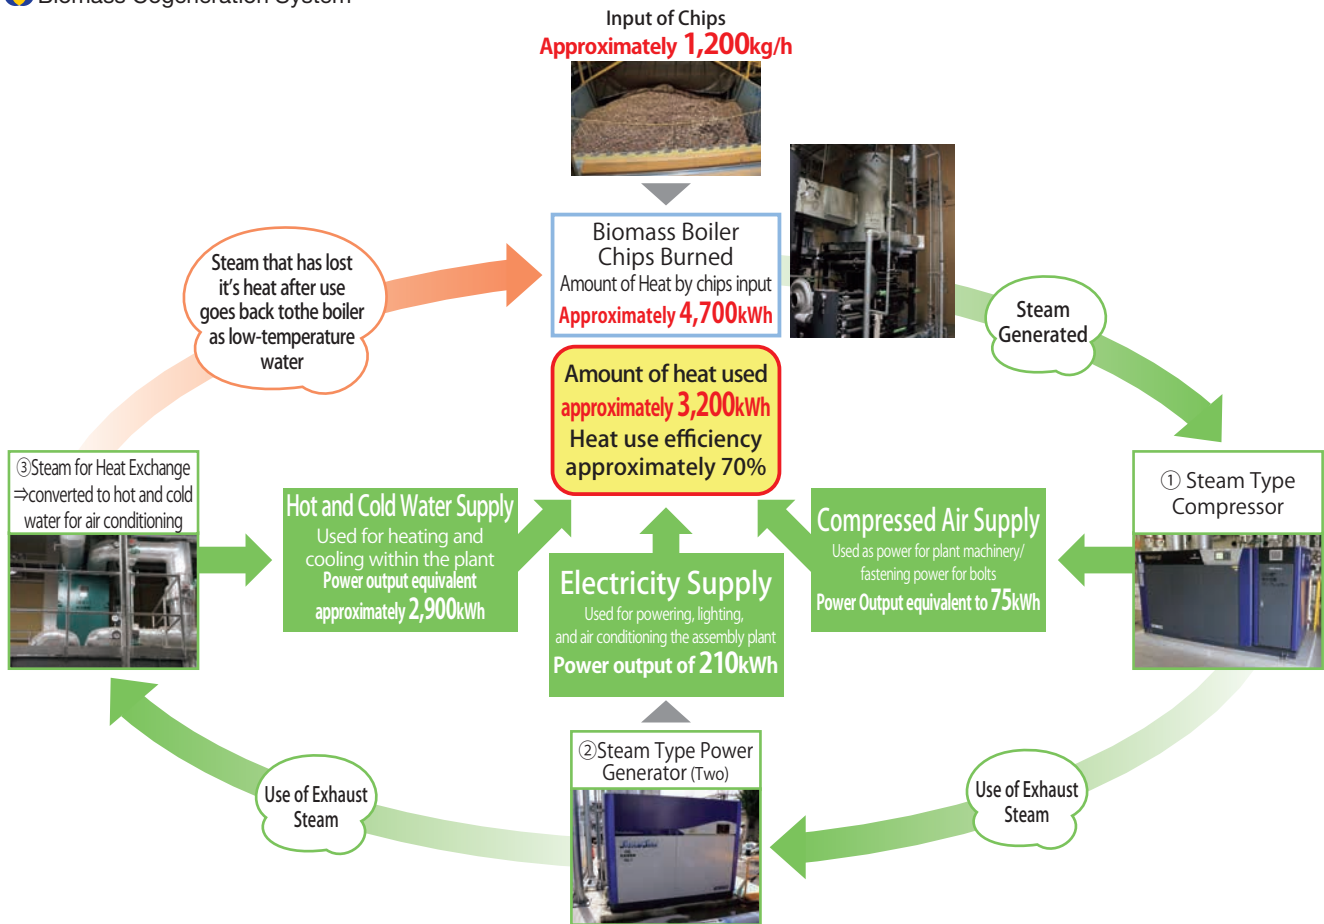 Biomass Cogeneration System
Input of Chips
Approximately 1,200kg/h
Biomass Boiler
Chips Burned
Amount of Heat by chips input
Approximately 4,700kWh
Steam
Generated
Steam that has lost
it's heat after use
goes back tothe boiler
as low-temperature
water
Amount of heat used
approximately 3,200kWh
Heat use efficiency
approximately 70%
① Steam Type
Compressor
Compressed Air Supply
Used as power for plant machinery/
fastening power for bolts
Power Output equivalent to 75kWh
③Steam for Heat Exchange
⇒converted to hot and cold
water for air conditioning
Hot and Cold Water Supply
Used for heating and
cooling within the plant
Power output equivalent
approximately 2,900kWh
Electricity Supply
Used for powering, lighting,
and air conditioning the assembly plant
Power output of 210kWh
②Steam Type Power
Generator (Two)
Use of Exhaust
Steam
Use of Exhaust
Steam